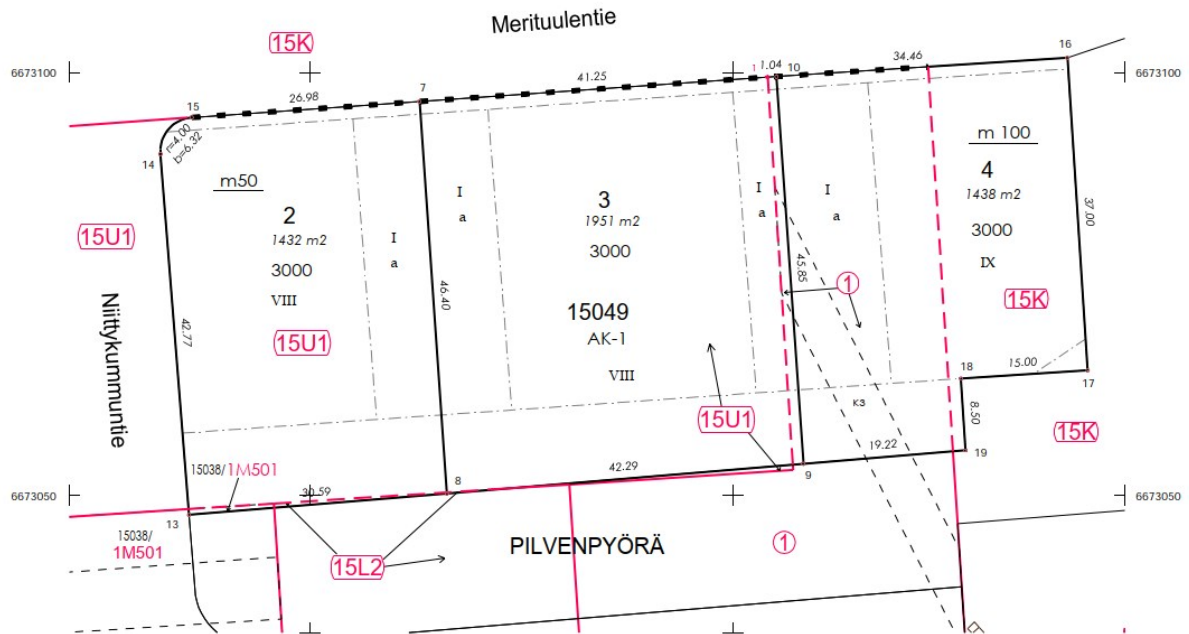 Merituulentie
15K
16
6673100
6673100
34.46
1
1.04
10
41.25
7
26.98
15
r=4.00
b=6.32
14
m 100
4
1438 m2
3000
IX
15K
m50
2
1432 m2
3000
VIII
15U1
I
a
I
a
3
1951 m2
3000
I
a
I
a
15U1
37.00
45.85
1
46.40
15049
AK-1
VIII
Niittykummuntie
42.77
15.00
18
17
K3
8.50
15U1
15K
19.22
19
15038/1M501
42.29
8
9
30.59
6673050
6673050
13
15038/
1M501
15L2
PILVENPYÖRÄ
1